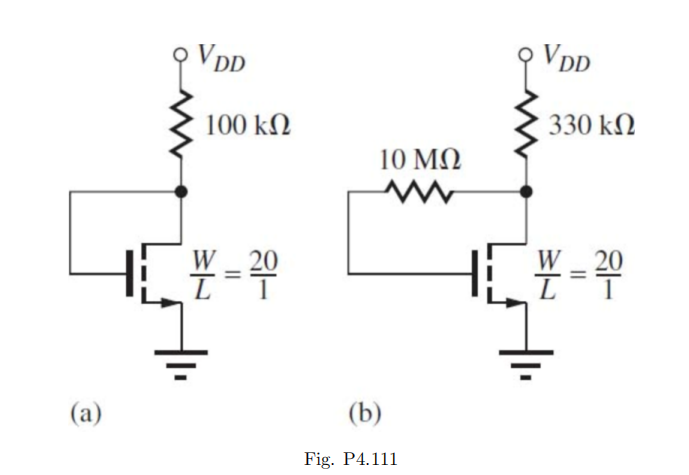 V_DD
100 kΩ
W/L = 20/1
(a)
V_DD
330 kΩ
10 MΩ
W/L = 20/1
(b)
Fig. P4.111